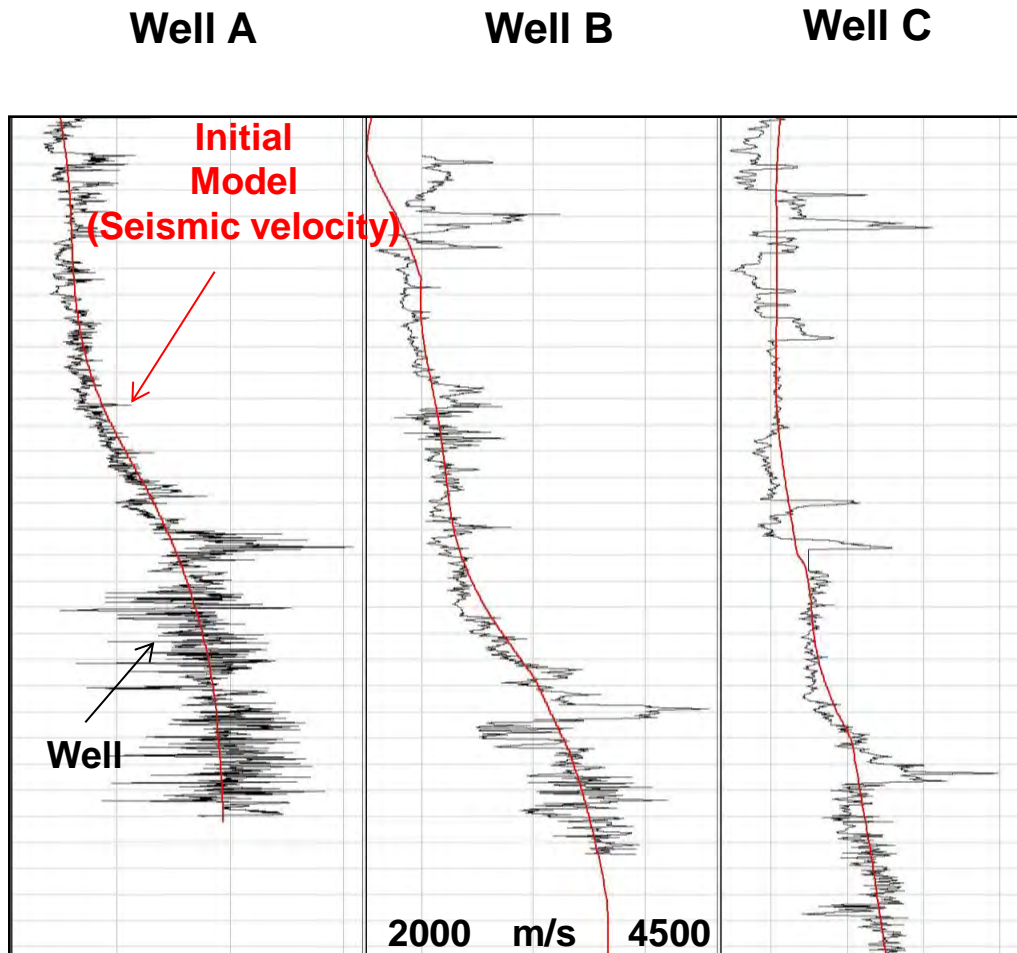 Well A
Well B
Well C
Initial
Model
(Seismic velocity)
Well
2000 m/s 4500